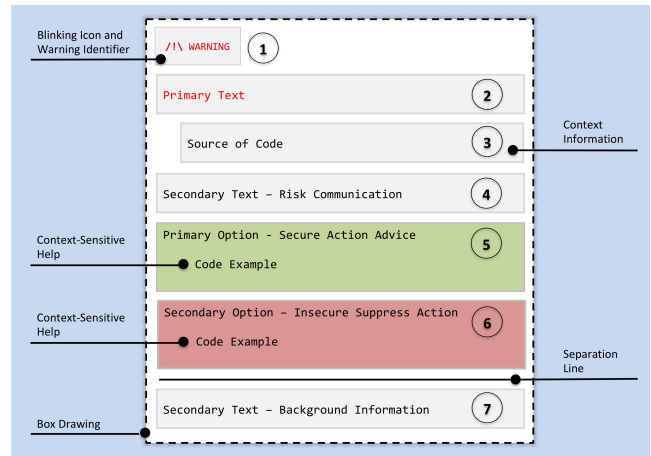 Blinking Icon and
Warning Identifier
/!\ WARNING
1
Primary Text
2
Source of Code
3
Context
Information
Secondary Text – Risk Communication
4
Primary Option - Secure Action Advice
5
Context-Sensitive
Help
Code Example
Secondary Option – Insecure Suppress Action
6
Context-Sensitive
Help
Code Example
Separation
Line
Secondary Text – Background Information
7
Box Drawing